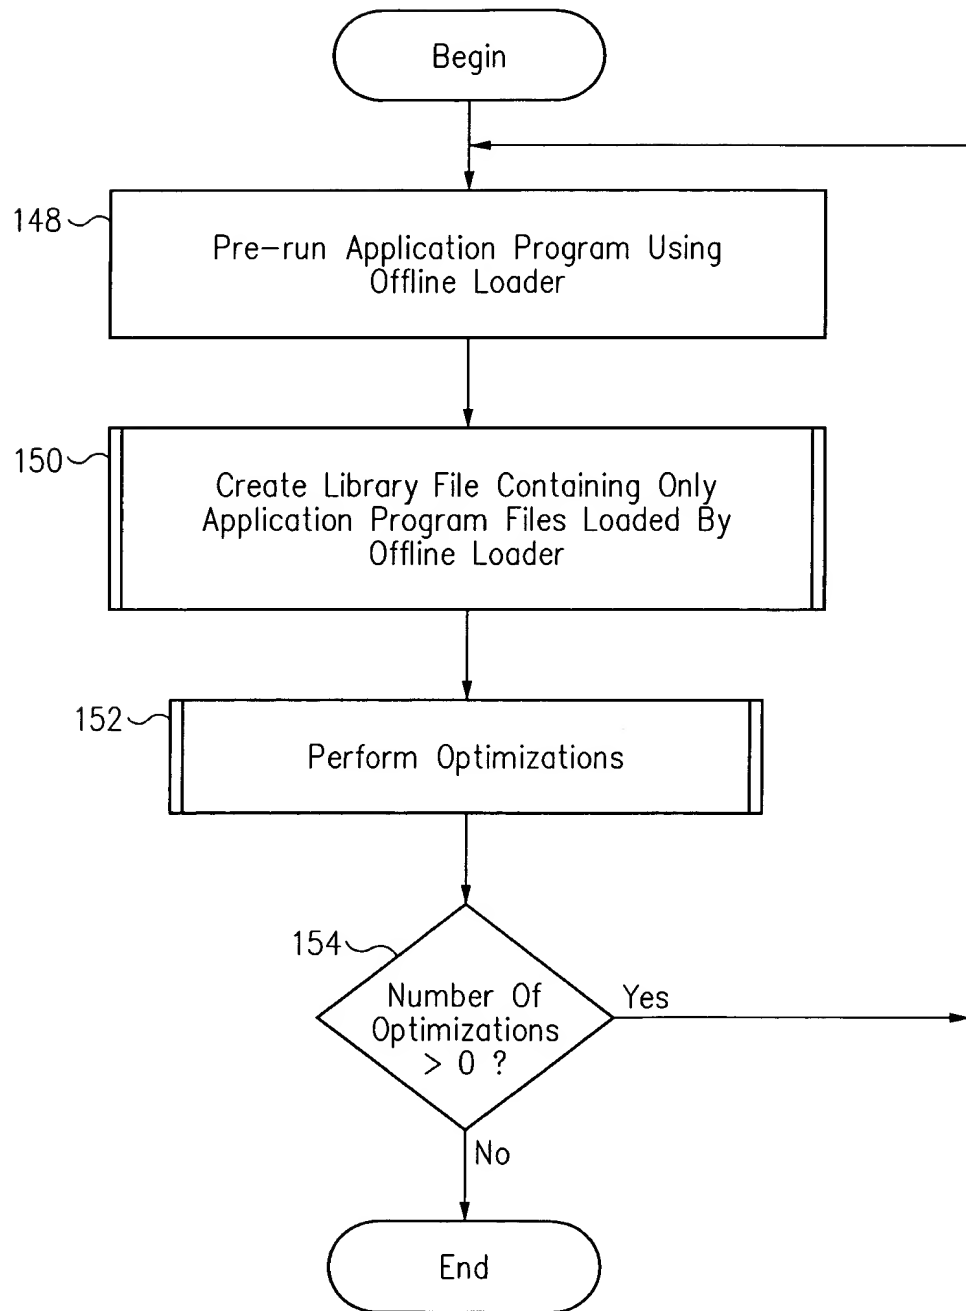 Begin
148
Pre-run Application Program Using
Offline Loader
150
Create Library File Containing Only
Application Program Files Loaded By
Offline Loader
152
Perform Optimizations
154
Number Of
Optimizations
> 0 ?
Yes
No
End